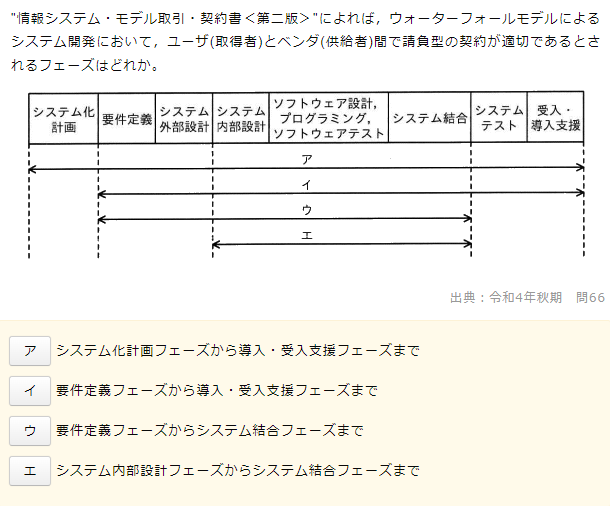 "情報システム・モデル取引・契約書＜第二版＞"によれば，ウォーターフォールモデルによる
システム開発において，ユーザ(取得者)とベンダ(供給者)間で請負型の契約が適切であるとさ
れるフェーズはどれか。
システム化
計画
要件定義
システム
外部設計
システム
内部設計
ソフトウェア設計，
プログラミング，
ソフトウェアテスト
システム結合
システム
テスト
受入・
導入支援
ア
イ
ウ
エ
出典：令和4年秋期　問66
ア システム化計画フェーズから導入・受入支援フェーズまで
イ 要件定義フェーズから導入・受入支援フェーズまで
ウ 要件定義フェーズからシステム結合フェーズまで
エ システム内部設計フェーズからシステム結合フェーズまで